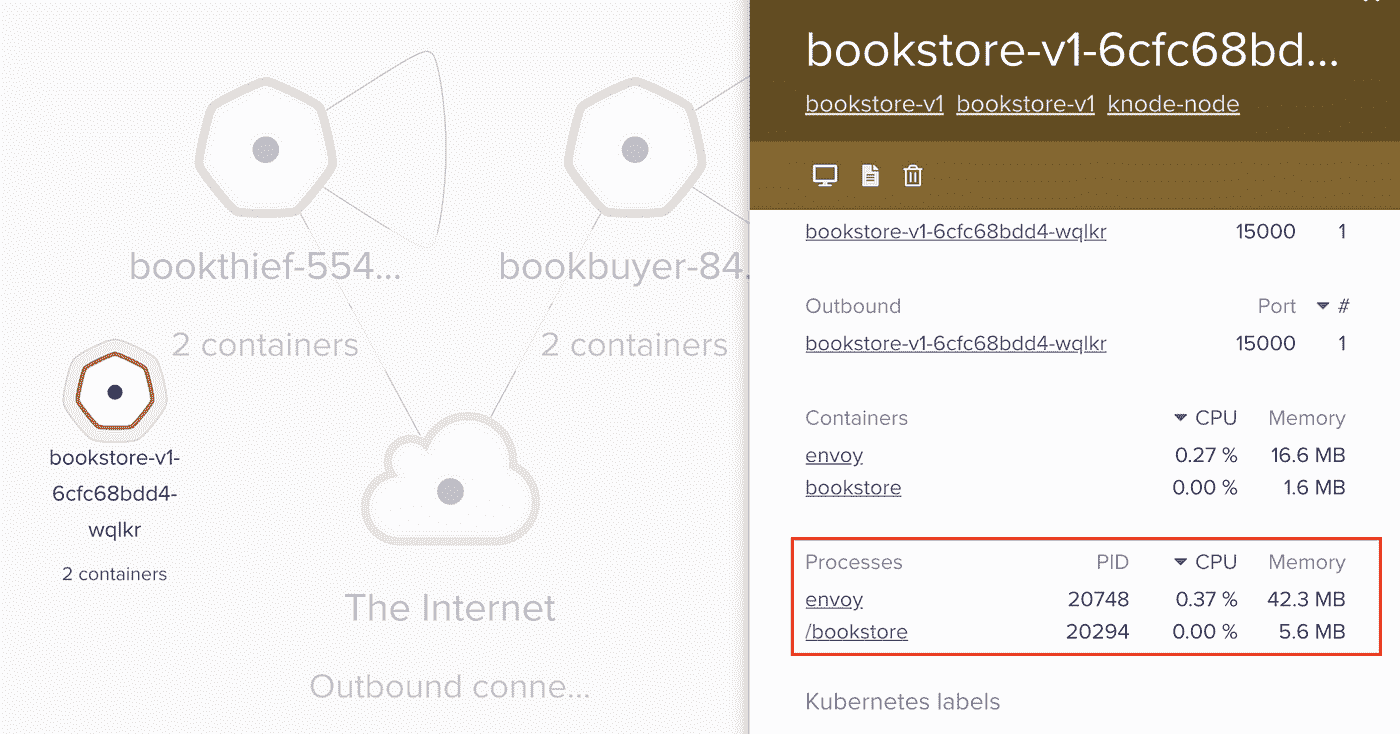 bookthief-554...
2 containers
bookbuyer-84.
2 containers
bookstore-v1-
6cfc68bdd4-
wqlkr
2 containers
The Internet
Outbound conne...
bookstore-v1-6cfc68bd...
bookstore-v1 bookstore-v1 knode-node
bookstore-v1-6cfc68bdd4-wqlkr 15000 1
Outbound Port #
bookstore-v1-6cfc68bdd4-wqlkr 15000 1
Containers CPU Memory
envoy 0.27 % 16.6 MB
bookstore 0.00 % 1.6 MB
Processes PID CPU Memory
envoy 20748 0.37 % 42.3 MB
/bookstore 20294 0.00 % 5.6 MB
Kubernetes labels